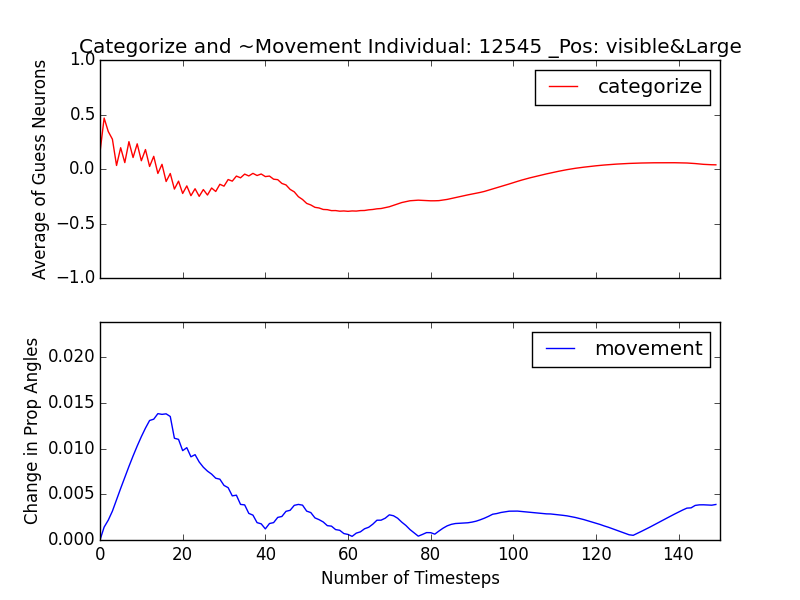 Categorize and ~Movement Individual: 12545 _Pos: visible&Large
1.0
0.5
0.0
−0.5
−1.0
Average of Guess Neurons
categorize
0.020
0.015
0.010
0.005
0.000
Change in Prop Angles
movement
0 20 40 60 80 100 120 140
Number of Timesteps